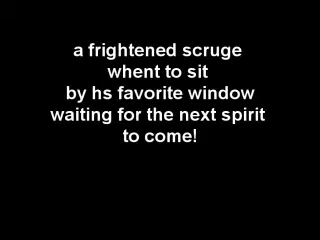 a frightened scruge
whent to sit
by hs favorite window
waiting for the next spirit
to come!